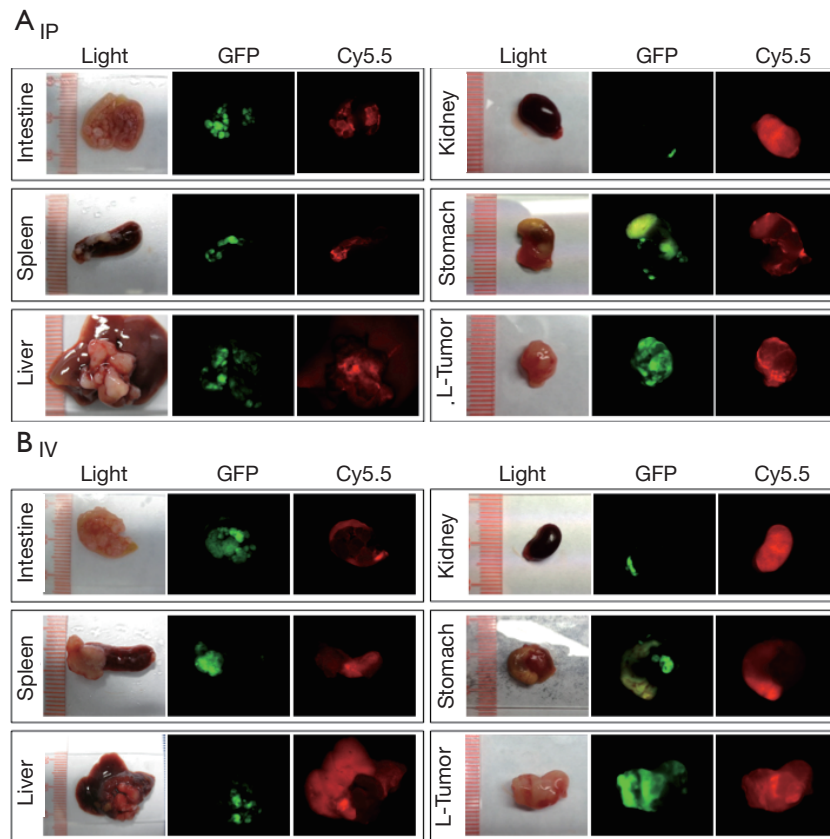 A IP
Light GFP Cy5.5 Light GFP Cy5.5
Intestine
Kidney
Spleen
Stomach
Liver
. L-Tumor
B IV
Light GFP Cy5.5 Light GFP Cy5.5
Intestine
Kidney
Spleen
Stomach
Liver
L-Tumor